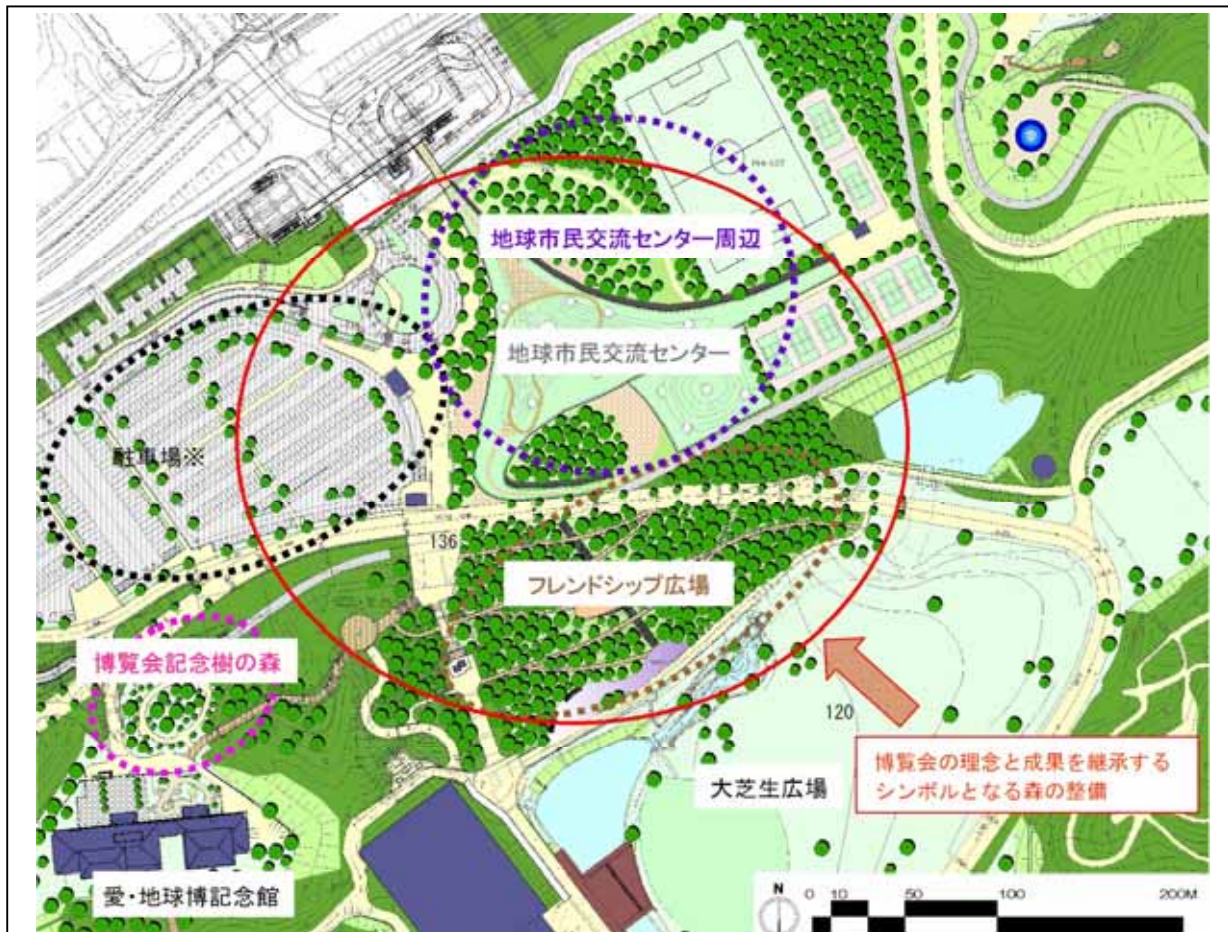 地球市民交流センター周辺
地球市民交流センター
駐車場※
136
フレンドシップ広場
博覧会記念樹の森
120
博覧会の理念と成果を継承する
シンボルとなる森の整備
大芝生広場
愛・地球博記念館
N
0 10 50 100 200M